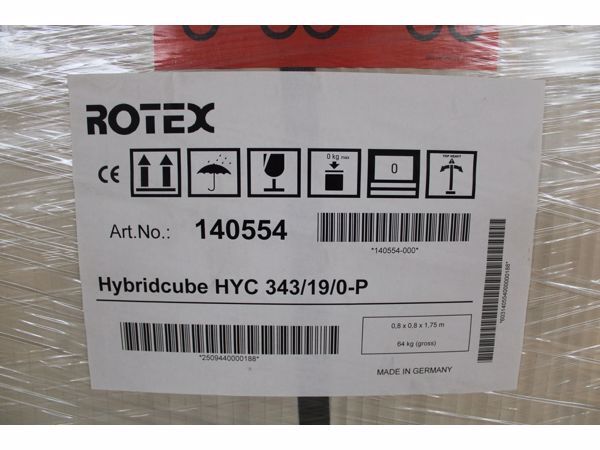 ROTEX
CE
0 kg max
0
TOP HEAVY
Art.No.: 140554
*140554-000*
Hybridcube HYC 343/19/0-P
0,8 x 0,8 x 1,75 m
64 kg (gross)
*2509440000188*
MADE IN GERMANY